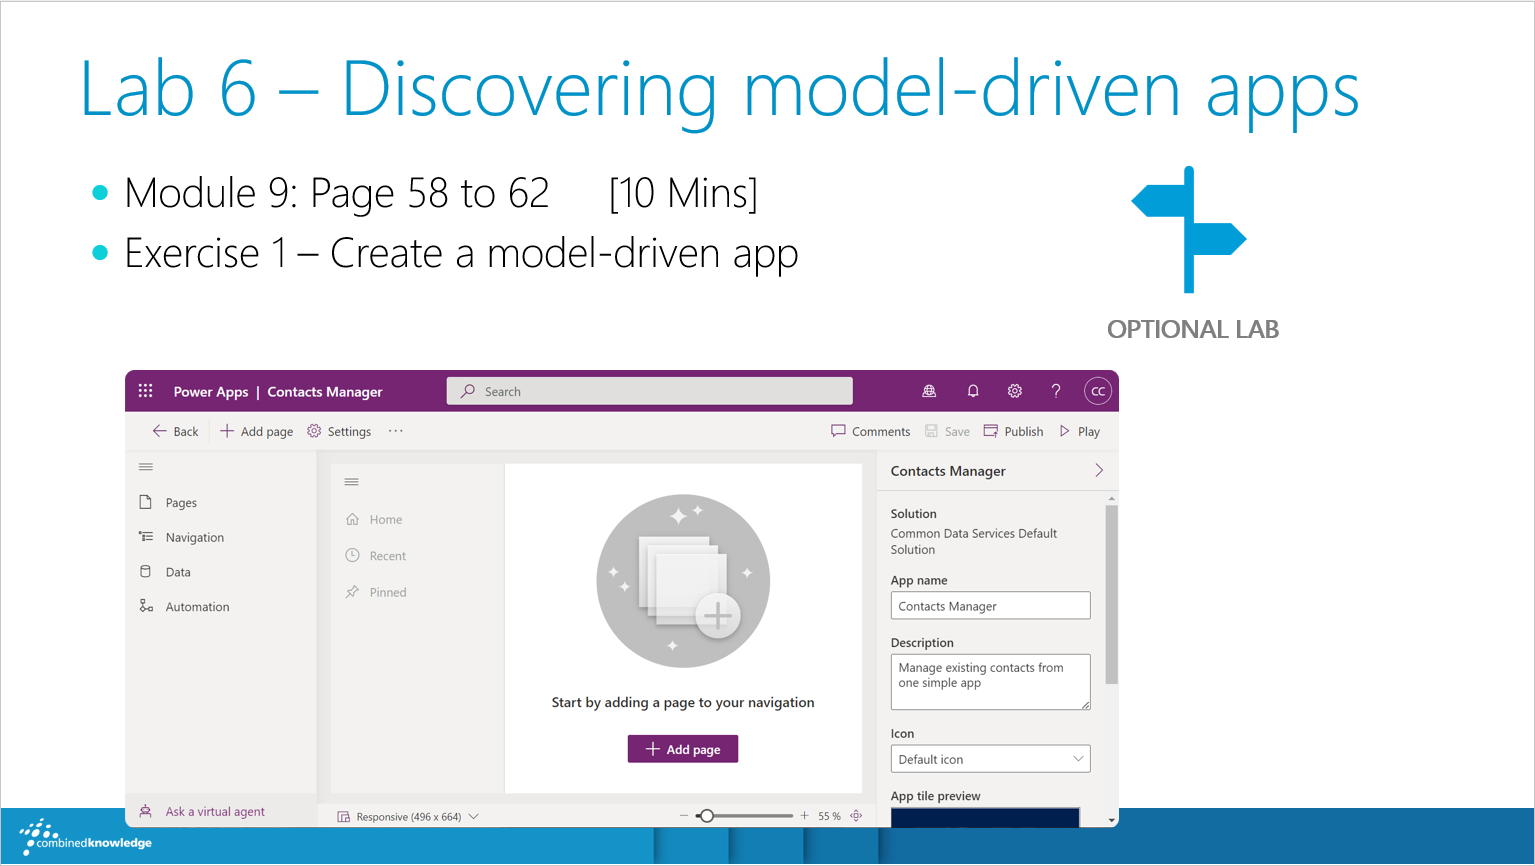 Lab 6 – Discovering model-driven apps
Module 9: Page 58 to 62 [10 Mins]
Exercise 1 – Create a model-driven app
OPTIONAL LAB
Power Apps | Contacts Manager
Search
?
CC
Back
Add page
Settings
...
Comments
Save
Publish
Play
Pages
Navigation
Data
Automation
Ask a virtual agent
Home
Recent
Pinned
Start by adding a page to your navigation
Add page
Responsive (496 x 664)
55 %
Contacts Manager
Solution
Common Data Services Default
Solution
App name
Contacts Manager
Description
Manage existing contacts from
one simple app
Icon
Default icon
App tile preview
combinedknowledge